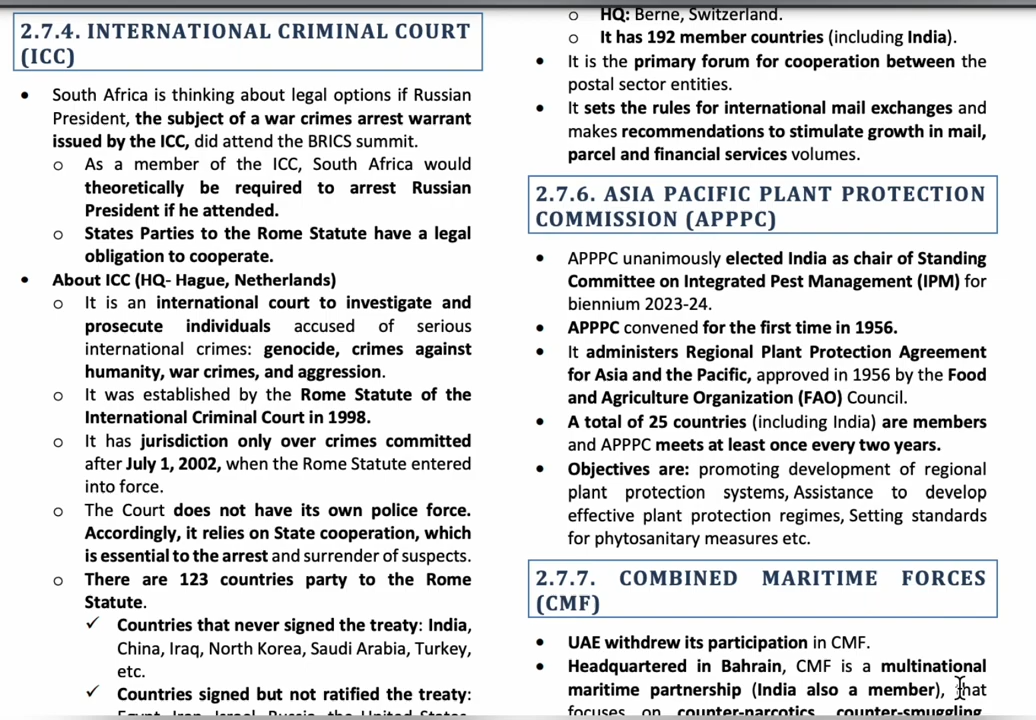 2.7.4. INTERNATIONAL CRIMINAL COURT
(ICC)
• South Africa is thinking about legal options if Russian
President, the subject of a war crimes arrest warrant
issued by the ICC, did attend the BRICS summit.
o As a member of the ICC, South Africa would
theoretically be required to arrest Russian
President if he attended.
o States Parties to the Rome Statute have a legal
obligation to cooperate.
• About ICC (HQ- Hague, Netherlands)
o It is an international court to investigate and
prosecute individuals accused of serious
international crimes: genocide, crimes against
humanity, war crimes, and aggression.
o It was established by the Rome Statute of the
International Criminal Court in 1998.
o It has jurisdiction only over crimes committed
after July 1, 2002, when the Rome Statute entered
into force.
o The Court does not have its own police force.
Accordingly, it relies on State cooperation, which
is essential to the arrest and surrender of suspects.
o There are 123 countries party to the Rome
Statute.
✓ Countries that never signed the treaty: India,
China, Iraq, North Korea, Saudi Arabia, Turkey,
etc.
✓ Countries signed but not ratified the treaty:
Egypt, Iran, Israel, Russia, the United States
o HQ: Berne, Switzerland.
o It has 192 member countries (including India).
• It is the primary forum for cooperation between the
postal sector entities.
• It sets the rules for international mail exchanges and
makes recommendations to stimulate growth in mail,
parcel and financial services volumes.
2.7.6. ASIA PACIFIC PLANT PROTECTION
COMMISSION (APPPC)
• APPPC unanimously elected India as chair of Standing
Committee on Integrated Pest Management (IPM) for
biennium 2023-24.
• APPPC convened for the first time in 1956.
• It administers Regional Plant Protection Agreement
for Asia and the Pacific, approved in 1956 by the Food
and Agriculture Organization (FAO) Council.
• A total of 25 countries (including India) are members
and APPPC meets at least once every two years.
• Objectives are: promoting development of regional
plant protection systems, Assistance to develop
effective plant protection regimes, Setting standards
for phytosanitary measures etc.
2.7.7. COMBINED MARITIME FORCES
(CMF)
• UAE withdrew its participation in CMF.
• Headquartered in Bahrain, CMF is a multinational
maritime partnership (India also a member), that
focuses on counter-narcotics, counter-smuggling,